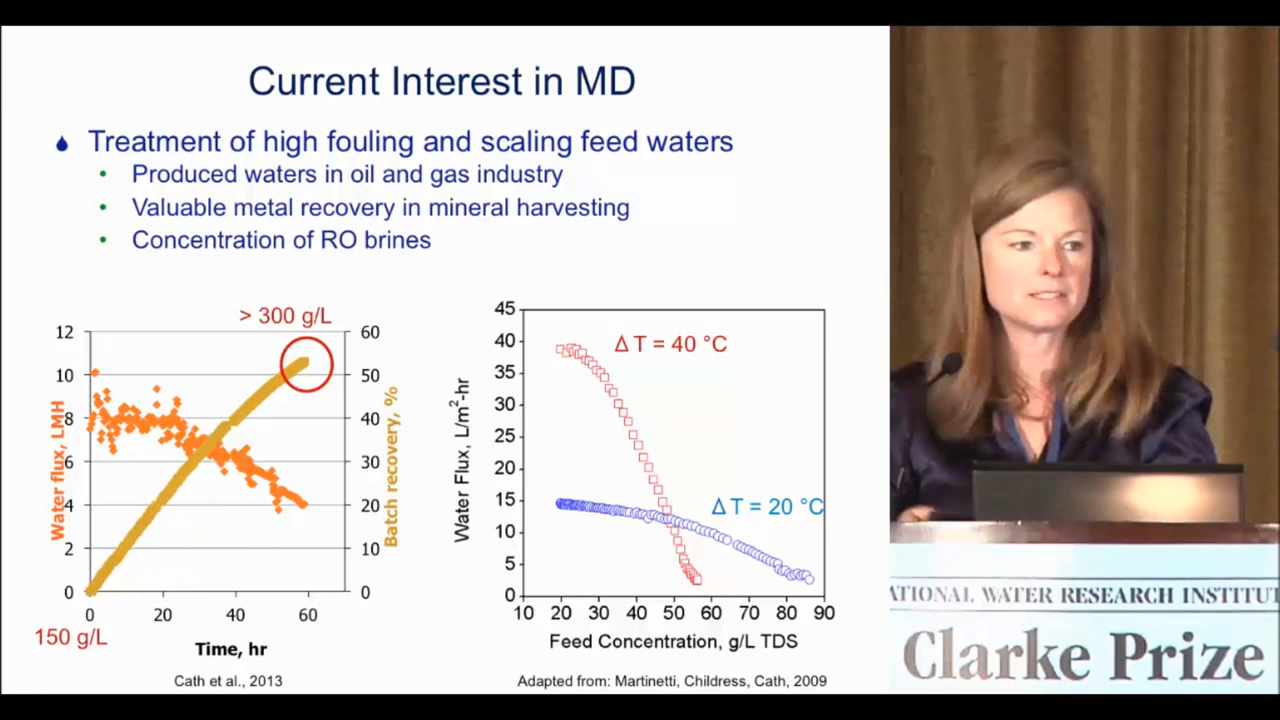 Current Interest in MD
Treatment of high fouling and scaling feed waters
• Produced waters in oil and gas industry
• Valuable metal recovery in mineral harvesting
• Concentration of RO brines
> 300 g/L
12
10
8
6
4
2
0
Water flux, LMH
60
50
40
30
20
10
0
Batch recovery, %
0 20 40 60
150 g/L
Time, hr
Cath et al., 2013
45
40
35
30
25
20
15
10
5
0
Water Flux, L/m²-hr
Δ T = 40 °C
Δ T = 20 °C
10 20 30 40 50 60 70 80 90
Feed Concentration, g/L TDS
Adapted from: Martinetti, Childress, Cath, 2009
ATIONAL WATER RESEARCH INSTITUT
Clarke Prize